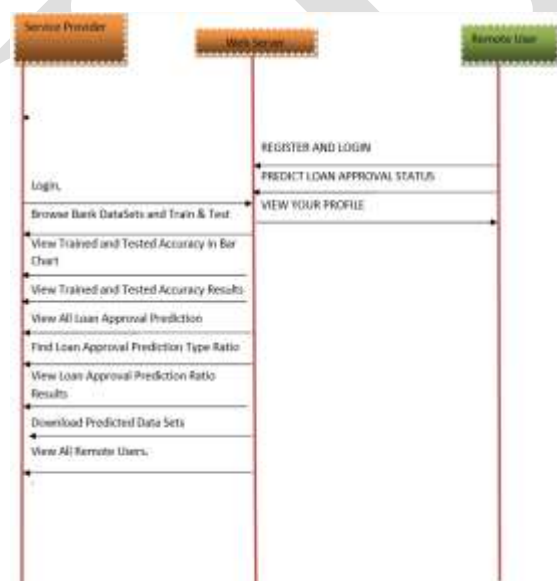 Service Provider
Web Server
Remote User
REGISTER AND LOGIN
PREDICT LOAN APPROVAL STATUS
VIEW YOUR PROFILE
Login,
Browse Bank DataSets and Train & Test
View Trained and Tested Accuracy in Bar
Chart
View Trained and Tested Accuracy Results
View All Loan Approval Prediction
Find Loan Approval Prediction Type Ratio
View Loan Approval Prediction Ratio
Results
Download Predicted Data Sets
View All Remote Users.